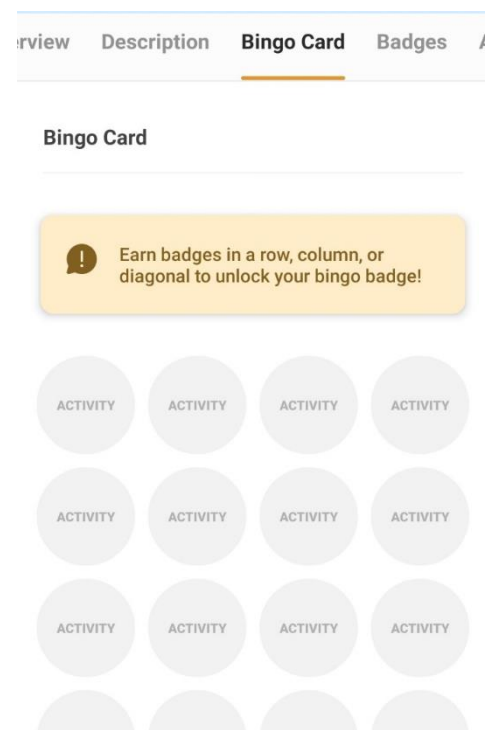 rview Description Bingo Card Badges
Bingo Card
Earn badges in a row, column, or
diagonal to unlock your bingo badge!
ACTIVITY ACTIVITY ACTIVITY ACTIVITY
ACTIVITY ACTIVITY ACTIVITY ACTIVITY
ACTIVITY ACTIVITY ACTIVITY ACTIVITY